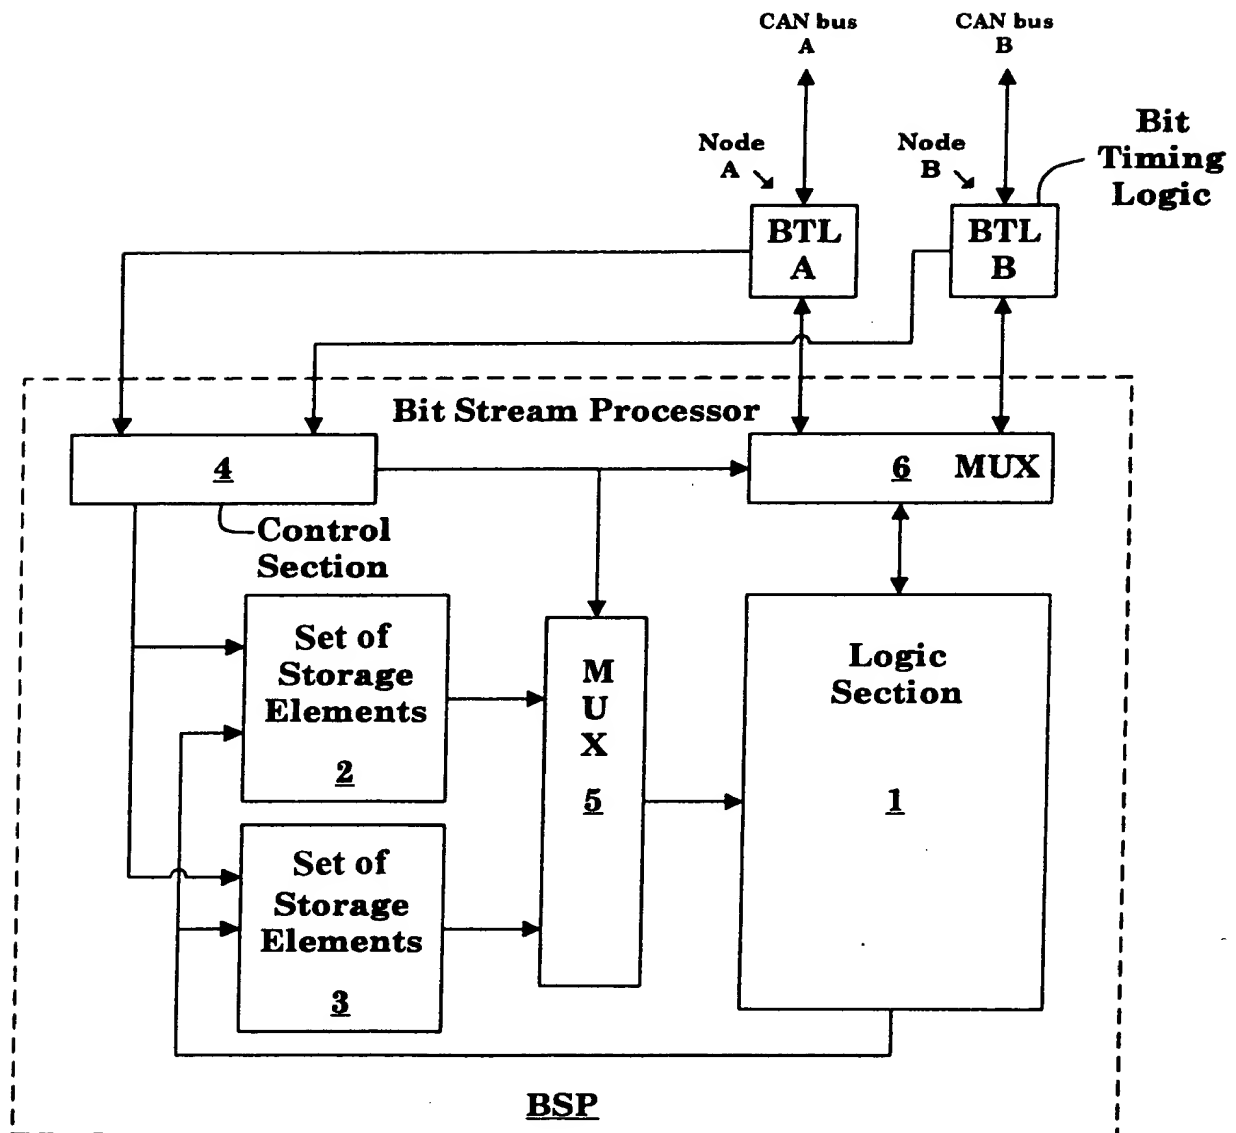 CAN bus
A
CAN bus
B
Node
A
Node
B
Bit
Timing
Logic
BTL
A
BTL
B
Bit Stream Processor
4
6 MUX
Control
Section
Set of
Storage
Elements
2
M
U
X
5
Logic
Section
1
Set of
Storage
Elements
3
BSP